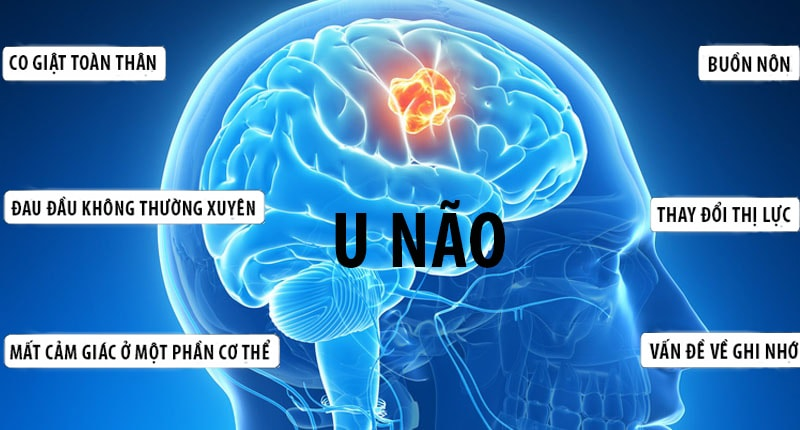 CO GIẬT TOÀN THÂN
BUỒN NÔN
ĐAU ĐẦU KHÔNG THƯỜNG XUYÊN
THAY ĐỔI THỊ LỰC
U NÃO
MẤT CẢM GIÁC Ở MỘT PHẦN CƠ THỂ
VẤN ĐỀ VỀ GHI NHỚ